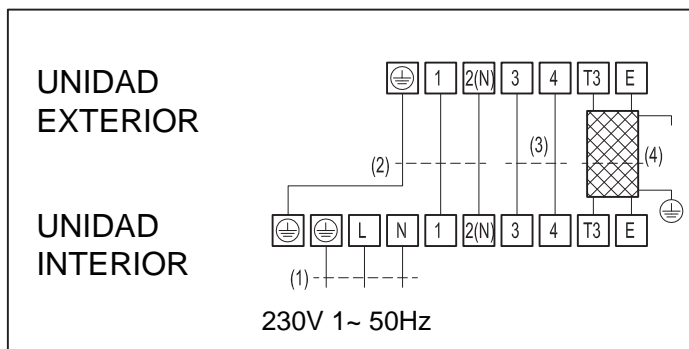 UNIDAD
EXTERIOR
1 2(N) 3 4 T3 E
(2)
(3)
(4)
UNIDAD
INTERIOR
L N 1 2(N) 3 4 T3 E
(1)
230V 1~ 50Hz